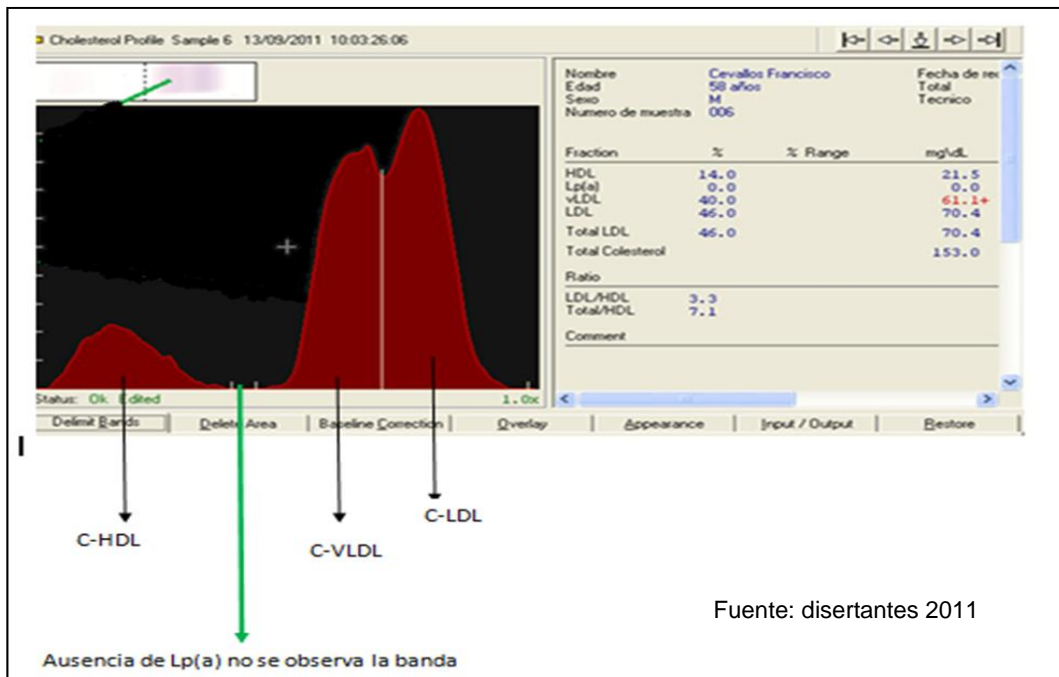 Cholesterol Profile Sample 6 13/09/2011 10:03:26:06
Nombre Cevallos Francisco Fecha de rec
Edad 58 años Total
Sexo M Tecnico
Numero de muestra 006
Fraction % % Range mg\dL
HDL 14.0 21.5
Lp(a) 0.0 0.0
vLDL 40.0 61.1+
LDL 46.0 70.4
Total LDL 46.0 70.4
Total Colesterol 153.0
Ratio
LDL/HDL 3.3
Total/HDL 7.1
Comment
Status: Ok Edited 1.0x
Delimit Bands Delete Area Baseline Correction Overlay Appearance Input / Output Restore
C-HDL
C-VLDL
C-LDL
Fuente: disertantes 2011
Ausencia de Lp(a) no se observa la banda